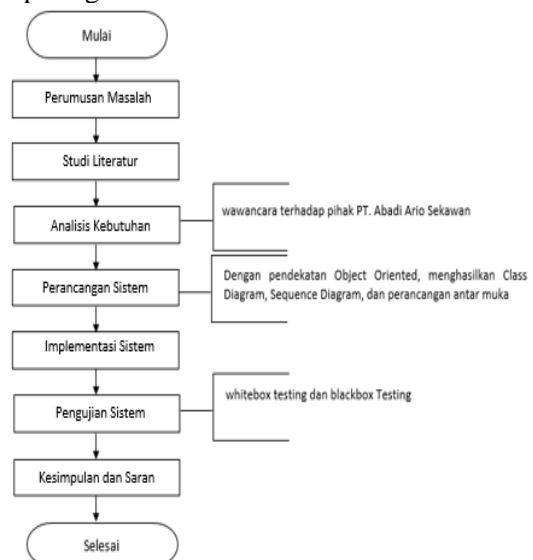 Mulai
Perumusan Masalah
Studi Literatur
Analisis Kebutuhan
wawancara terhadap pihak PT. Abadi Ario Sekawan
Perancangan Sistem
Dengan pendekatan Object Oriented, menghasilkan Class
Diagram, Sequence Diagram, dan perancangan antar muka
Implementasi Sistem
Pengujian Sistem
whitebox testing dan blackbox Testing
Kesimpulan dan Saran
Selesai